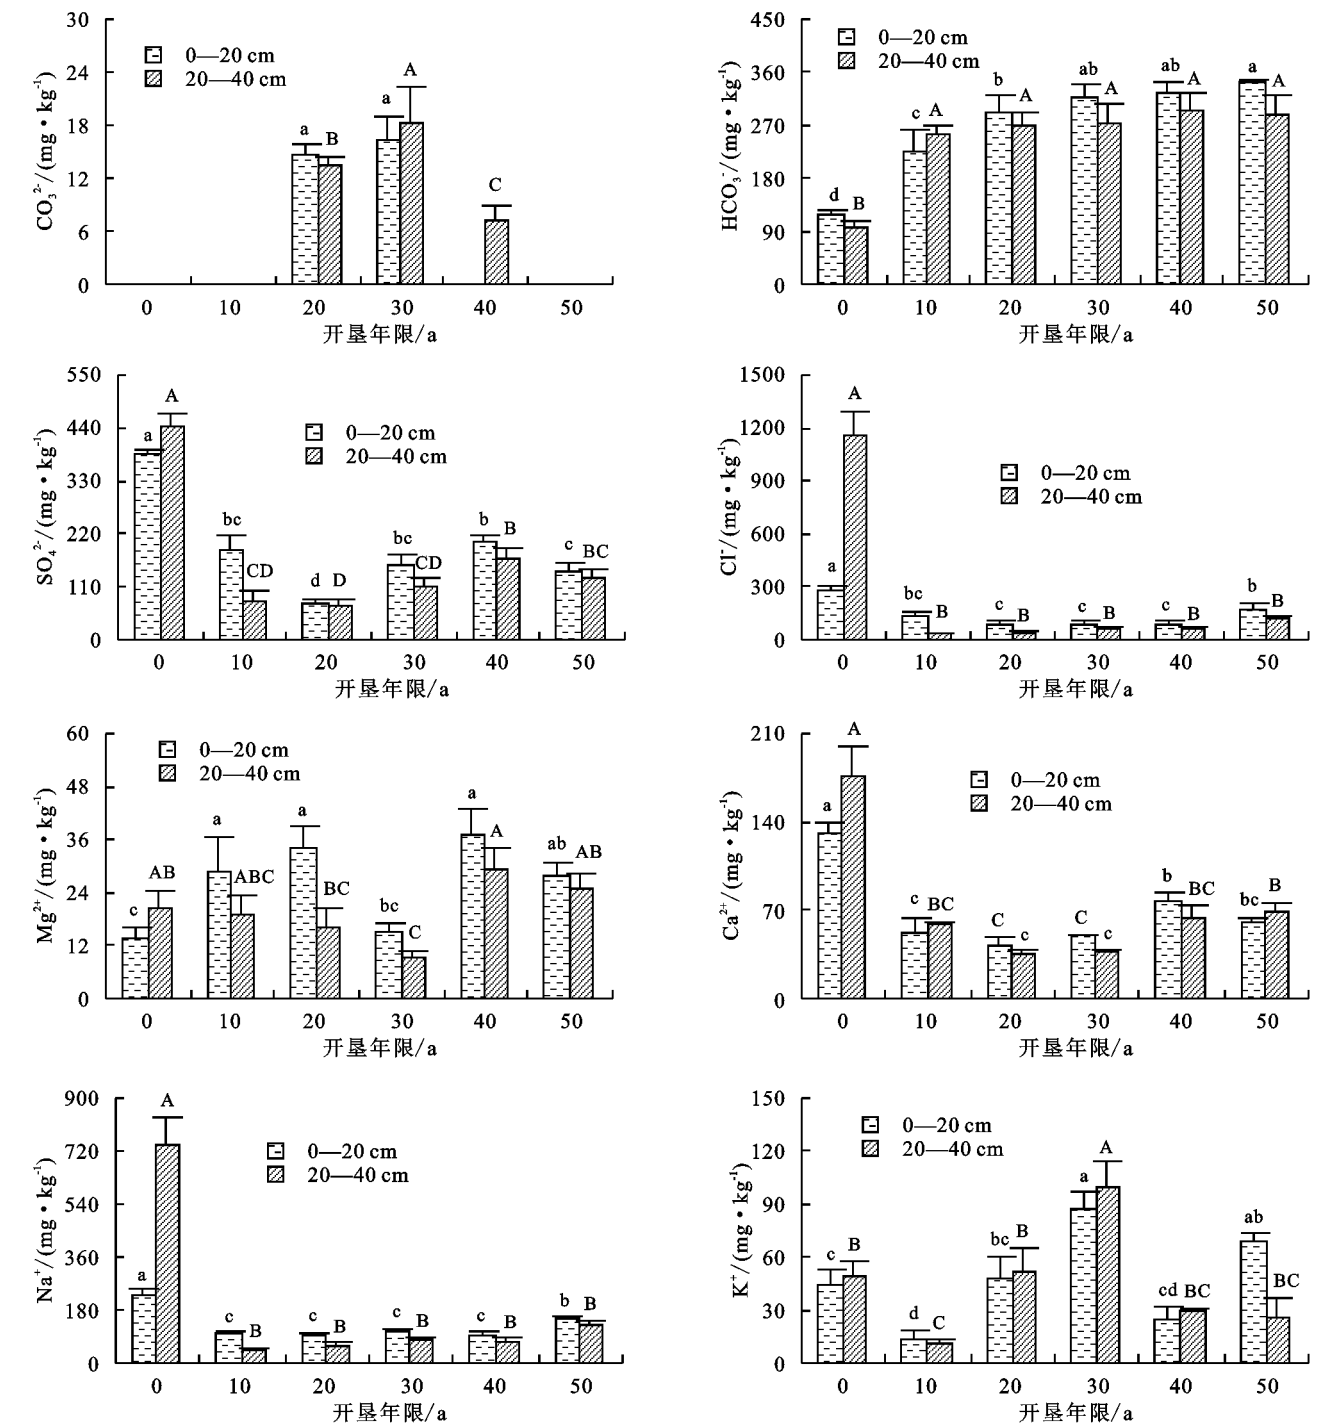 CO₃²⁻/(mg·kg⁻¹)
30
24
18
12
6
0
0—20 cm
20—40 cm
a B
a A
C
0 10 20 30 40 50
开垦年限/a
HCO₃⁻/(mg·kg⁻¹)
450
360
270
180
90
0
0—20 cm
20—40 cm
d B
c A
b A
ab A
ab A
a A
0 10 20 30 40 50
开垦年限/a
SO₄²⁻/(mg·kg⁻¹)
550
440
330
220
110
0
0—20 cm
20—40 cm
a A
bc CD
d D
bc CD
b B
c BC
0 10 20 30 40 50
开垦年限/a
Cl⁻/(mg·kg⁻¹)
1500
1200
900
600
300
0
0—20 cm
20—40 cm
a A
bc B
c B
c B
c B
b B
0 10 20 30 40 50
开垦年限/a
Mg²⁺/(mg·kg⁻¹)
60
48
36
24
12
0
0—20 cm
20—40 cm
c AB
a ABC
a BC
bc C
a A
ab AB
0 10 20 30 40 50
开垦年限/a
Ca²⁺/(mg·kg⁻¹)
210
140
70
0
0—20 cm
20—40 cm
a A
c BC
C c
C c
b BC
bc B
0 10 20 30 40 50
开垦年限/a
Na⁺/(mg·kg⁻¹)
900
720
540
360
180
0
0—20 cm
20—40 cm
a A
c B
c B
c B
c B
b B
0 10 20 30 40 50
开垦年限/a
K⁺/(mg·kg⁻¹)
150
120
90
60
30
0
0—20 cm
20—40 cm
c B
d C
bc B
a A
cd BC
ab BC
0 10 20 30 40 50
开垦年限/a